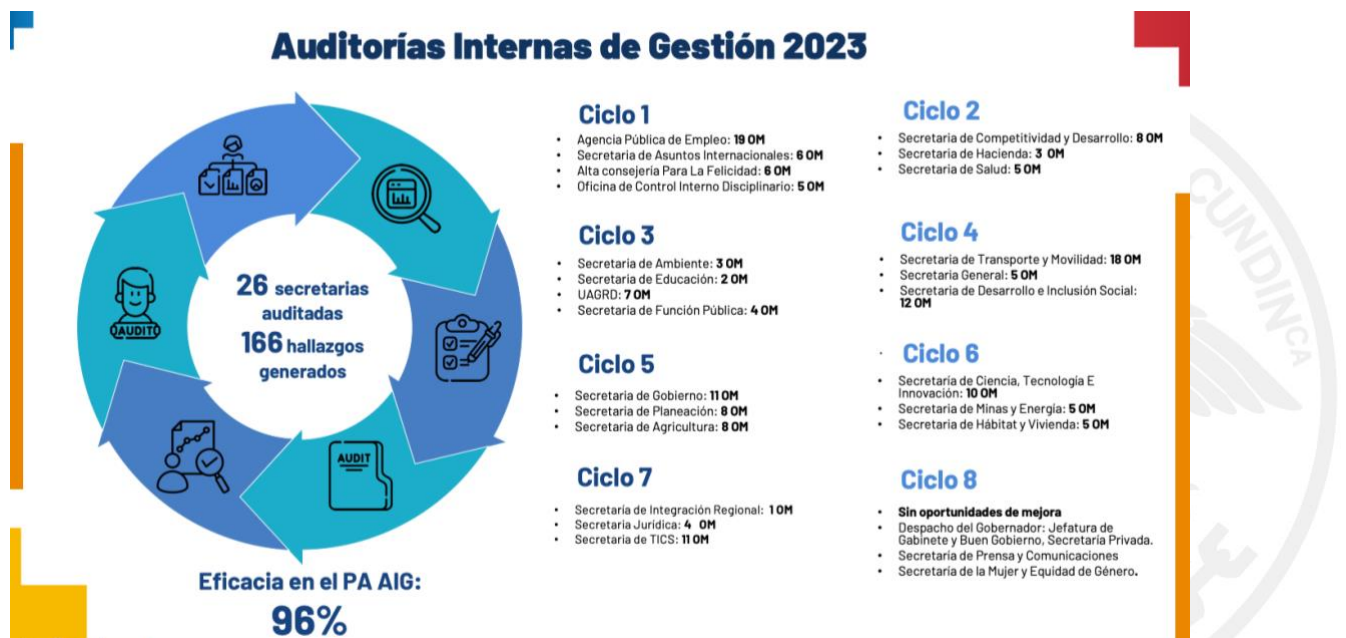 Auditorías Internas de Gestión 2023
26 secretarias
auditadas
166 hallazgos
generados
AUDITO
AUDIT
Eficacia en el PA AIG:
96%
Ciclo 1
• Agencia Pública de Empleo: 19 OM
• Secretaria de Asuntos Internacionales: 6 OM
• Alta consejería Para La Felicidad: 6 OM
• Oficina de Control Interno Disciplinario: 5 OM
Ciclo 2
• Secretaria de Competitividad y Desarrollo: 8 OM
• Secretaria de Hacienda: 3 OM
• Secretaria de Salud: 5 OM
Ciclo 3
• Secretaria de Ambiente: 3 OM
• Secretaria de Educación: 2 OM
• UAGRD: 7 OM
• Secretaria de Función Pública: 4 OM
Ciclo 4
• Secretaria de Transporte y Movilidad: 18 OM
• Secretaria General: 5 OM
• Secretaria de Desarrollo e Inclusión Social:
12 OM
Ciclo 5
• Secretaria de Gobierno: 11 OM
• Secretaria de Planeación: 8 OM
• Secretaria de Agricultura: 8 OM
Ciclo 6
• Secretaría de Ciencia, Tecnología E
Innovación: 10 OM
• Secretaria de Minas y Energía: 5 OM
• Secretaria de Hábitat y Vivienda: 5 OM
Ciclo 7
• Secretaría de Integración Regional: 1 OM
• Secretaria Jurídica: 4 OM
• Secretaria de TICS: 11 OM
Ciclo 8
• Sin oportunidades de mejora
• Despacho del Gobernador: Jefatura de
Gabinete y Buen Gobierno, Secretaría Privada.
• Secretaría de Prensa y Comunicaciones
• Secretaría de la Mujer y Equidad de Género.
CUNDINCA